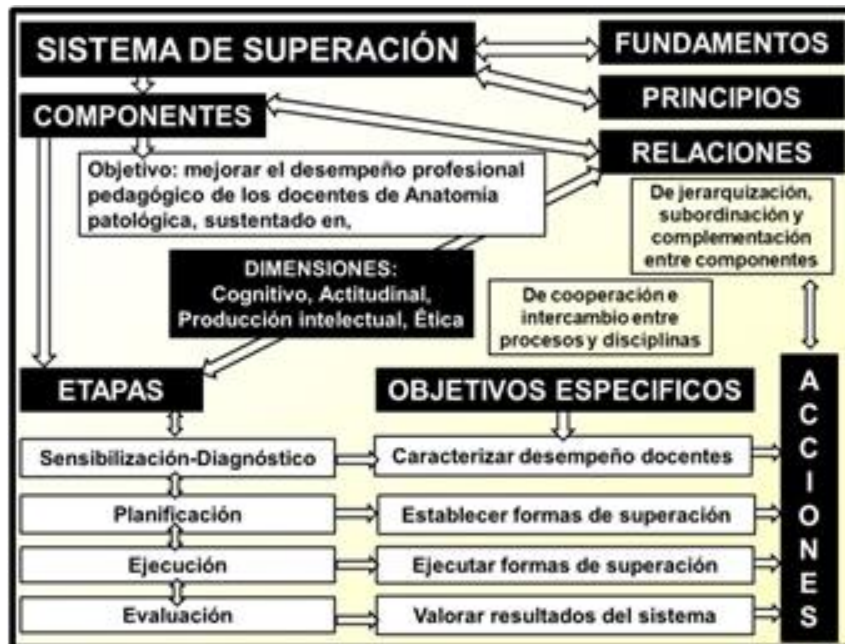 SISTEMA DE SUPERACIÓN
FUNDAMENTOS
PRINCIPIOS
COMPONENTES
RELACIONES
Objetivo: mejorar el desempeño profesional
pedagógico de los docentes de Anatomía
patológica, sustentado en,
De jerarquización,
subordinación y
complementación
entre componentes
DIMENSIONES:
Cognitivo, Actitudinal,
Producción intelectual, Ética
De cooperación e
intercambio entre
procesos y disciplinas
ETAPAS
OBJETIVOS ESPECIFICOS
ACCIONES
Sensibilización-Diagnóstico
Caracterizar desempeño docentes
Planificación
Establecer formas de superación
Ejecución
Ejecutar formas de superación
Evaluación
Valorar resultados del sistema